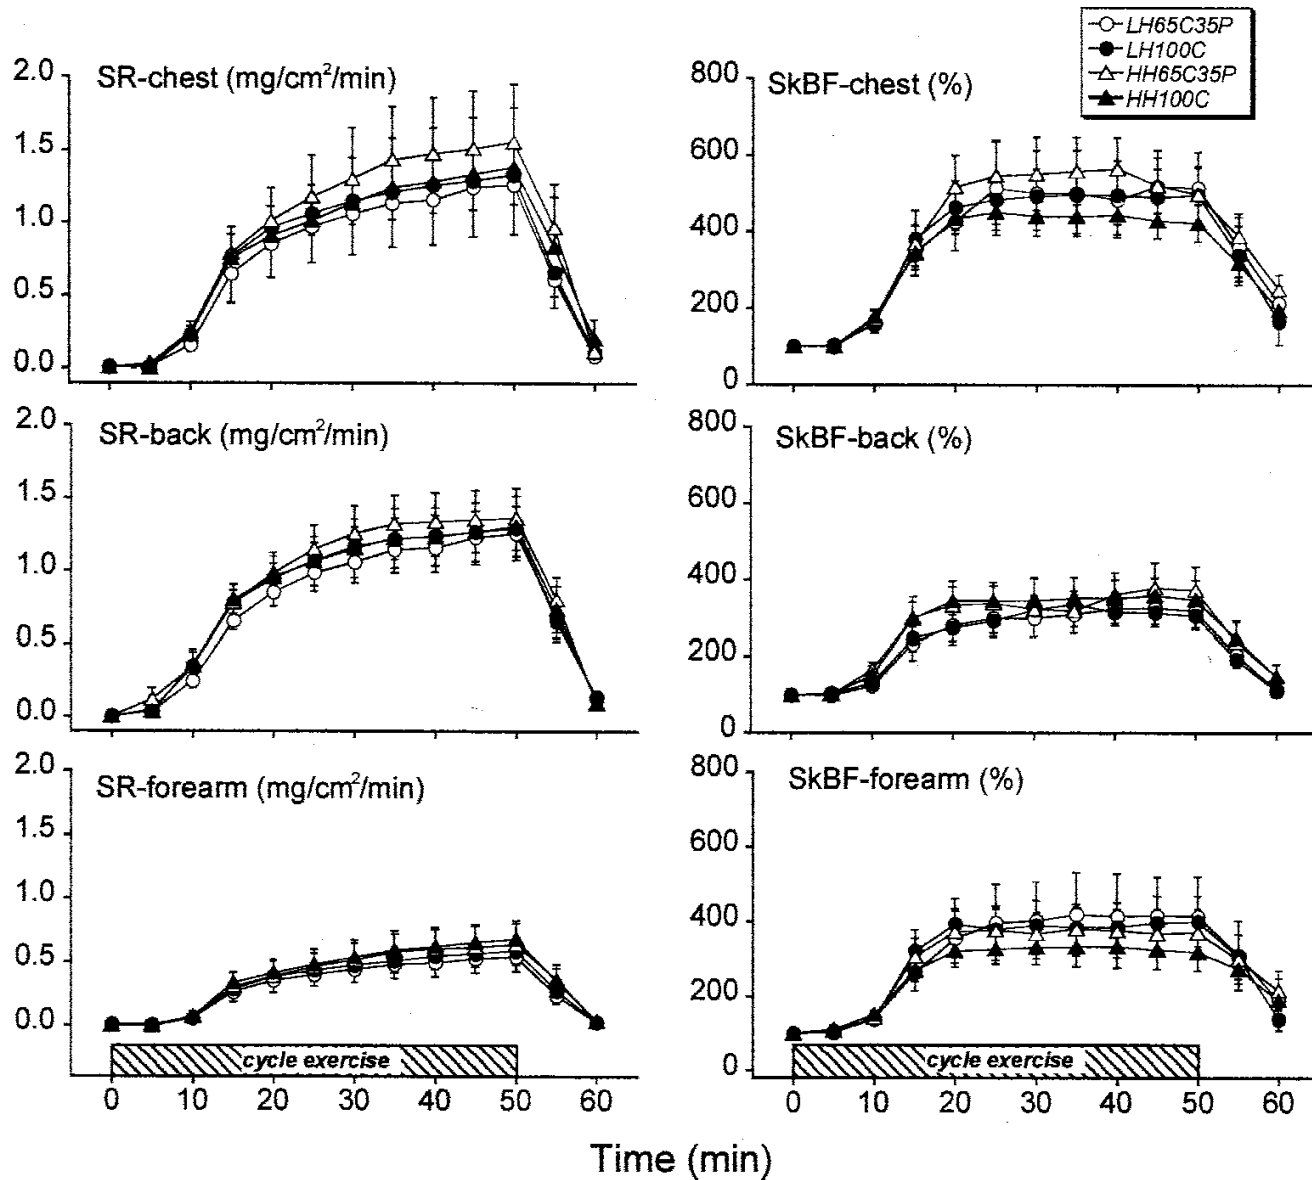 LH65C35P
LH100C
HH65C35P
HH100C
SR-chest (mg/cm²/min)
2.0
1.5
1.0
0.5
0.0
SkBF-chest (%)
800
600
400
200
0
SR-back (mg/cm²/min)
2.0
1.5
1.0
0.5
0.0
SkBF-back (%)
800
600
400
200
0
SR-forearm (mg/cm²/min)
2.0
1.5
1.0
0.5
0.0
cycle exercise
0 10 20 30 40 50 60
SkBF-forearm (%)
800
600
400
200
0
cycle exercise
0 10 20 30 40 50 60
Time (min)